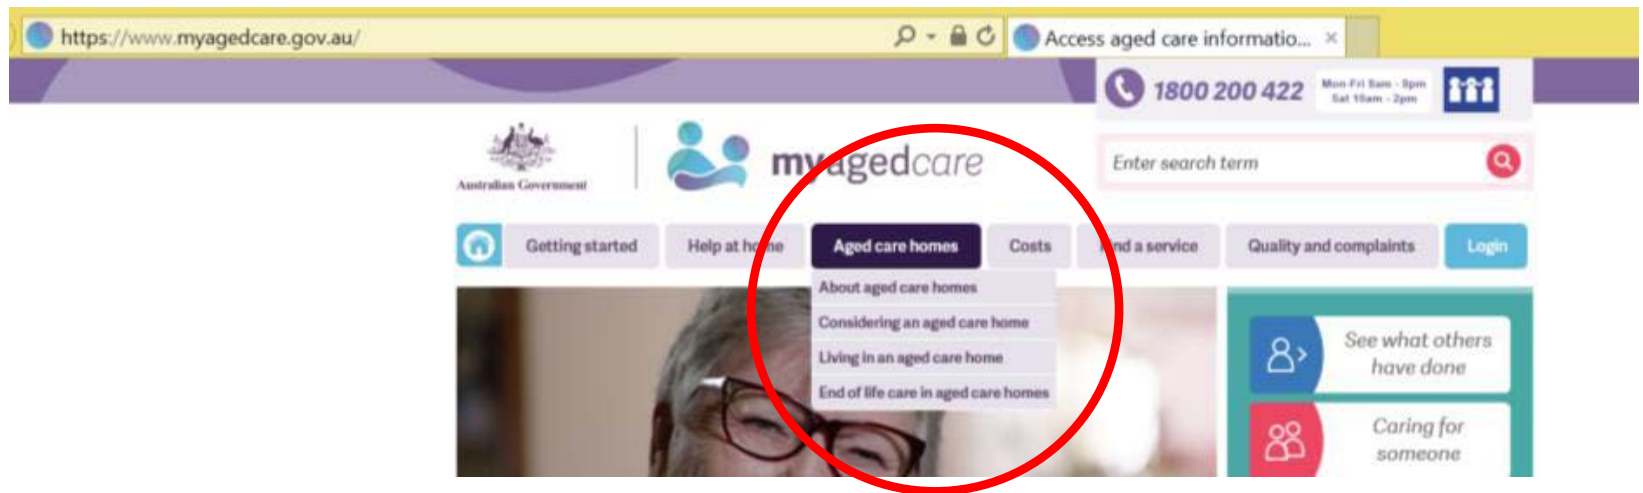 https://www.myagedcare.gov.au/
Access aged care informatio...
1800 200 422
Mon-Fri 8am - 8pm
Sat 10am - 2pm
Australian Government
myagedcare
Enter search term
Getting started
Help at home
Aged care homes
Costs
Find a service
Quality and complaints
Login
About aged care homes
Considering an aged care home
Living in an aged care home
End of life care in aged care homes
See what others
have done
Caring for
someone